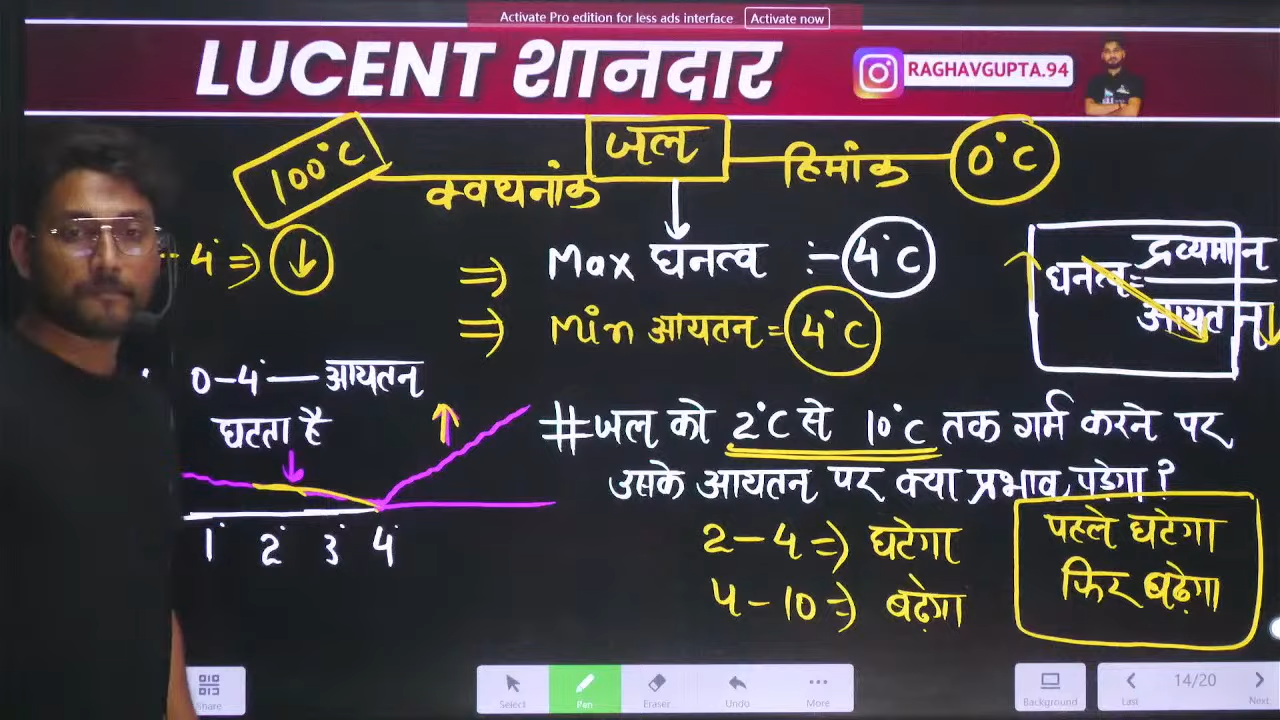 Activate Pro edition for less ads interface Activate now
LUCENT शानदार
RAGHAVGUPTA.94
100°C क्वथनांक जल हिमांक 0°C
4° => ↓
=> Max घनत्व :- 4°C
=> Min आयतन = 4°C
घनत्व = द्रव्यमान
आयतन
0-4° — आयतन
घटता है
1° 2° 3° 4°
# जल को 2°C से 10°C तक गर्म करने पर
उसके आयतन पर क्या प्रभाव पड़ेगा?
2-4 => घटेगा
4-10 => बढ़ेगा
पहले घटेगा
फिर बढ़ेगा
Share
Select Pen Eraser Undo More
Background
Last 14/20 Next